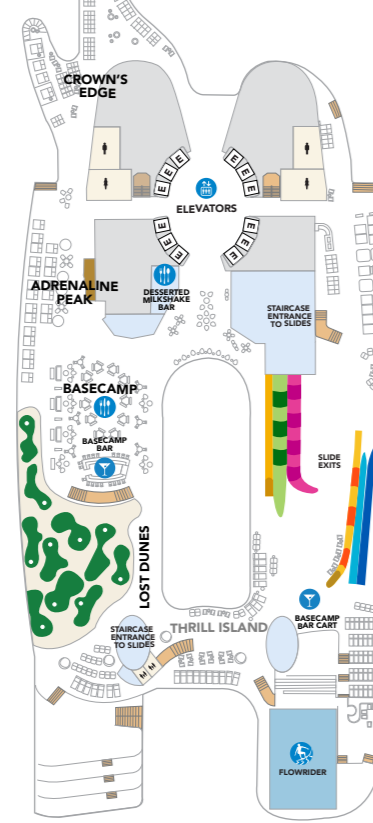 CROWN'S
EDGE
E
E
E
E
E
E
E
E
ELEVATORS
E
E
E
E
E
E
DESSERTED
MILKSHAKE
BAR
ADRENALINE
PEAK
STAIRCASE
ENTRANCE
TO SLIDES
BASECAMP
BASECAMP
BAR
SLIDE
EXITS
LOST DUNES
STAIRCASE
ENTRANCE
TO SLIDES
THRILL ISLAND
BASECAMP
BAR CART
FLOWRIDER